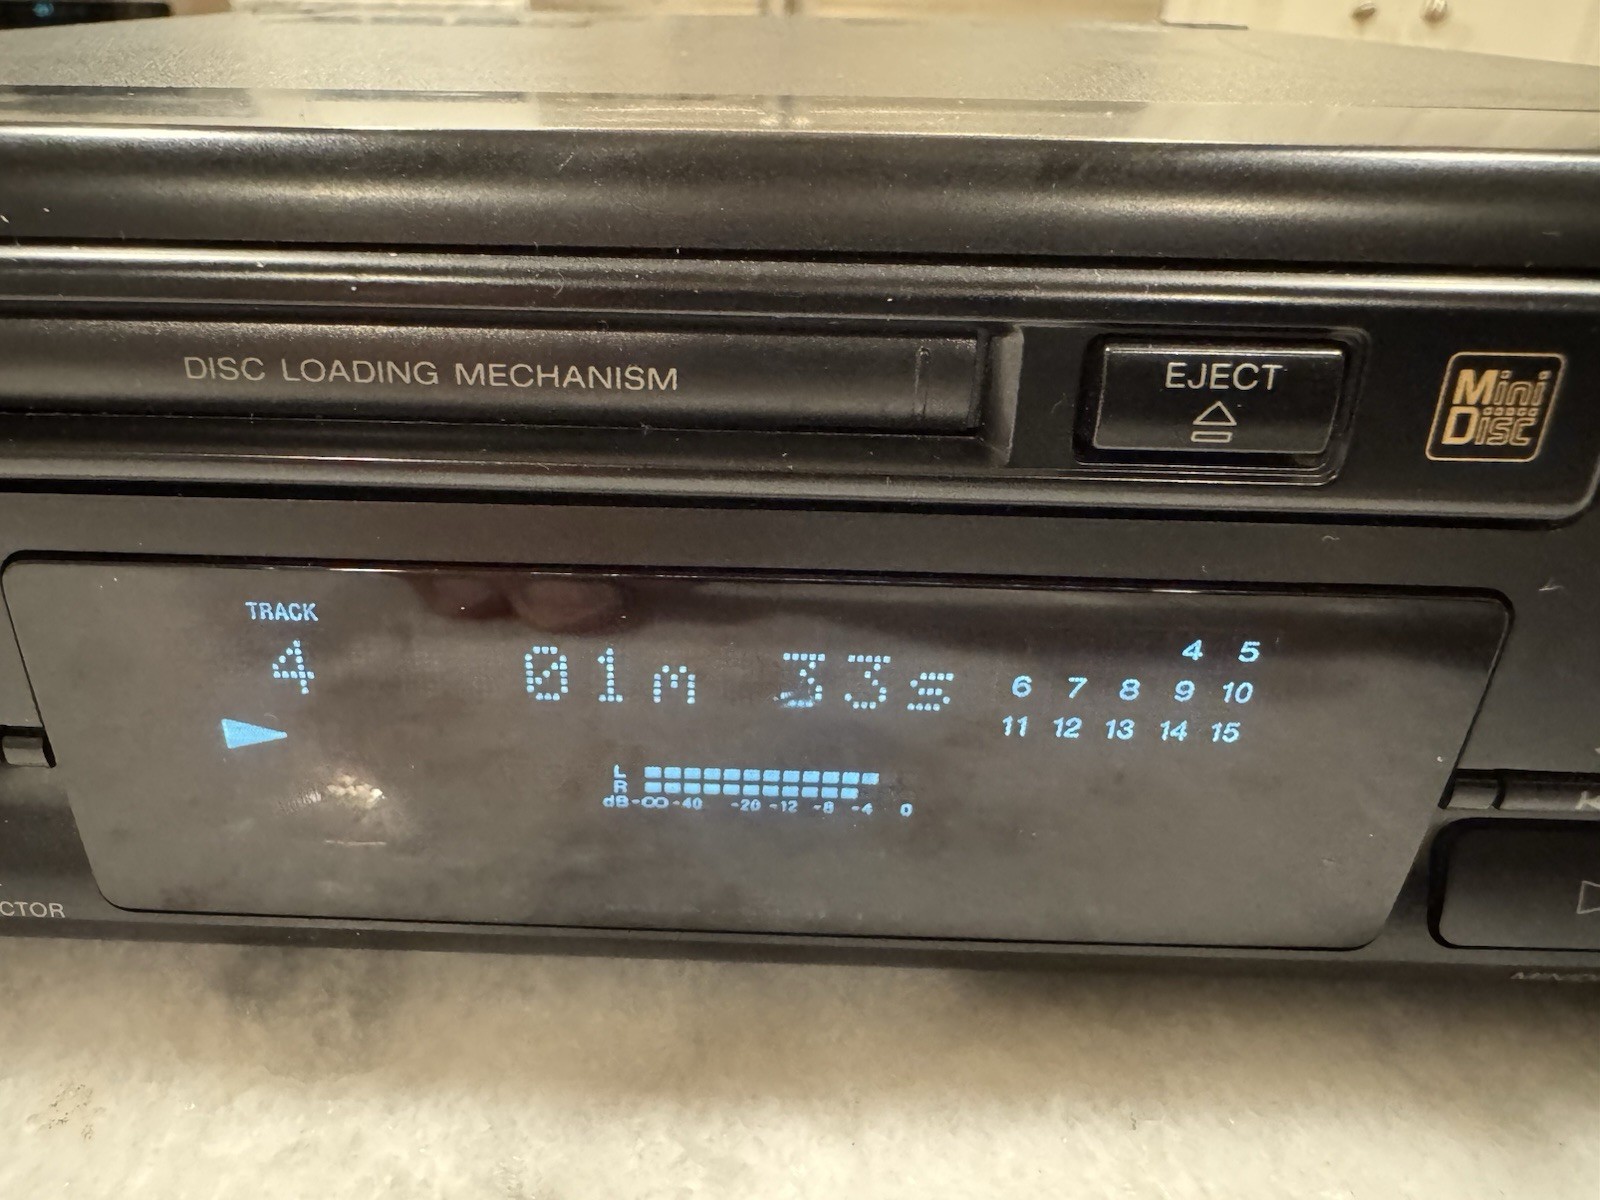 DISC LOADING MECHANISM
EJECT
Mini
Disc
TRACK
4
01m 33s
4 5
6 7 8 9 10
11 12 13 14 15
L
R
dB-∞-40 -20 -12 -8 -4 0
CTOR